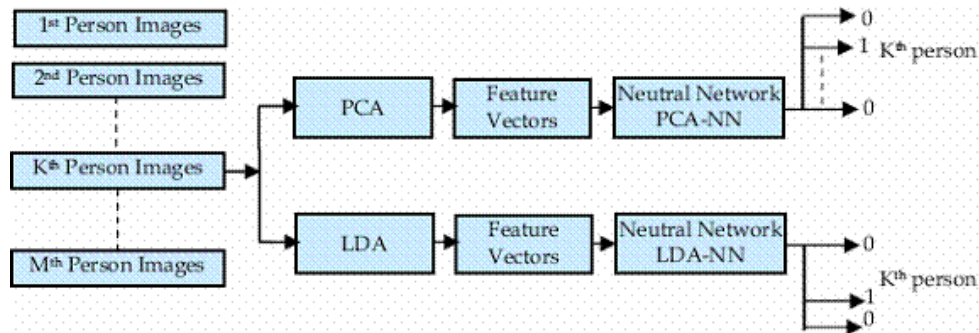 1ˢᵗ Person Images
2ⁿᵈ Person Images
Kᵗʰ Person Images
Mᵗʰ Person Images
PCA
Feature
Vectors
Neutral Network
PCA-NN
0
1 Kᵗʰ person
0
LDA
Feature
Vectors
Neutral Network
LDA-NN
0
Kᵗʰ person
1
0